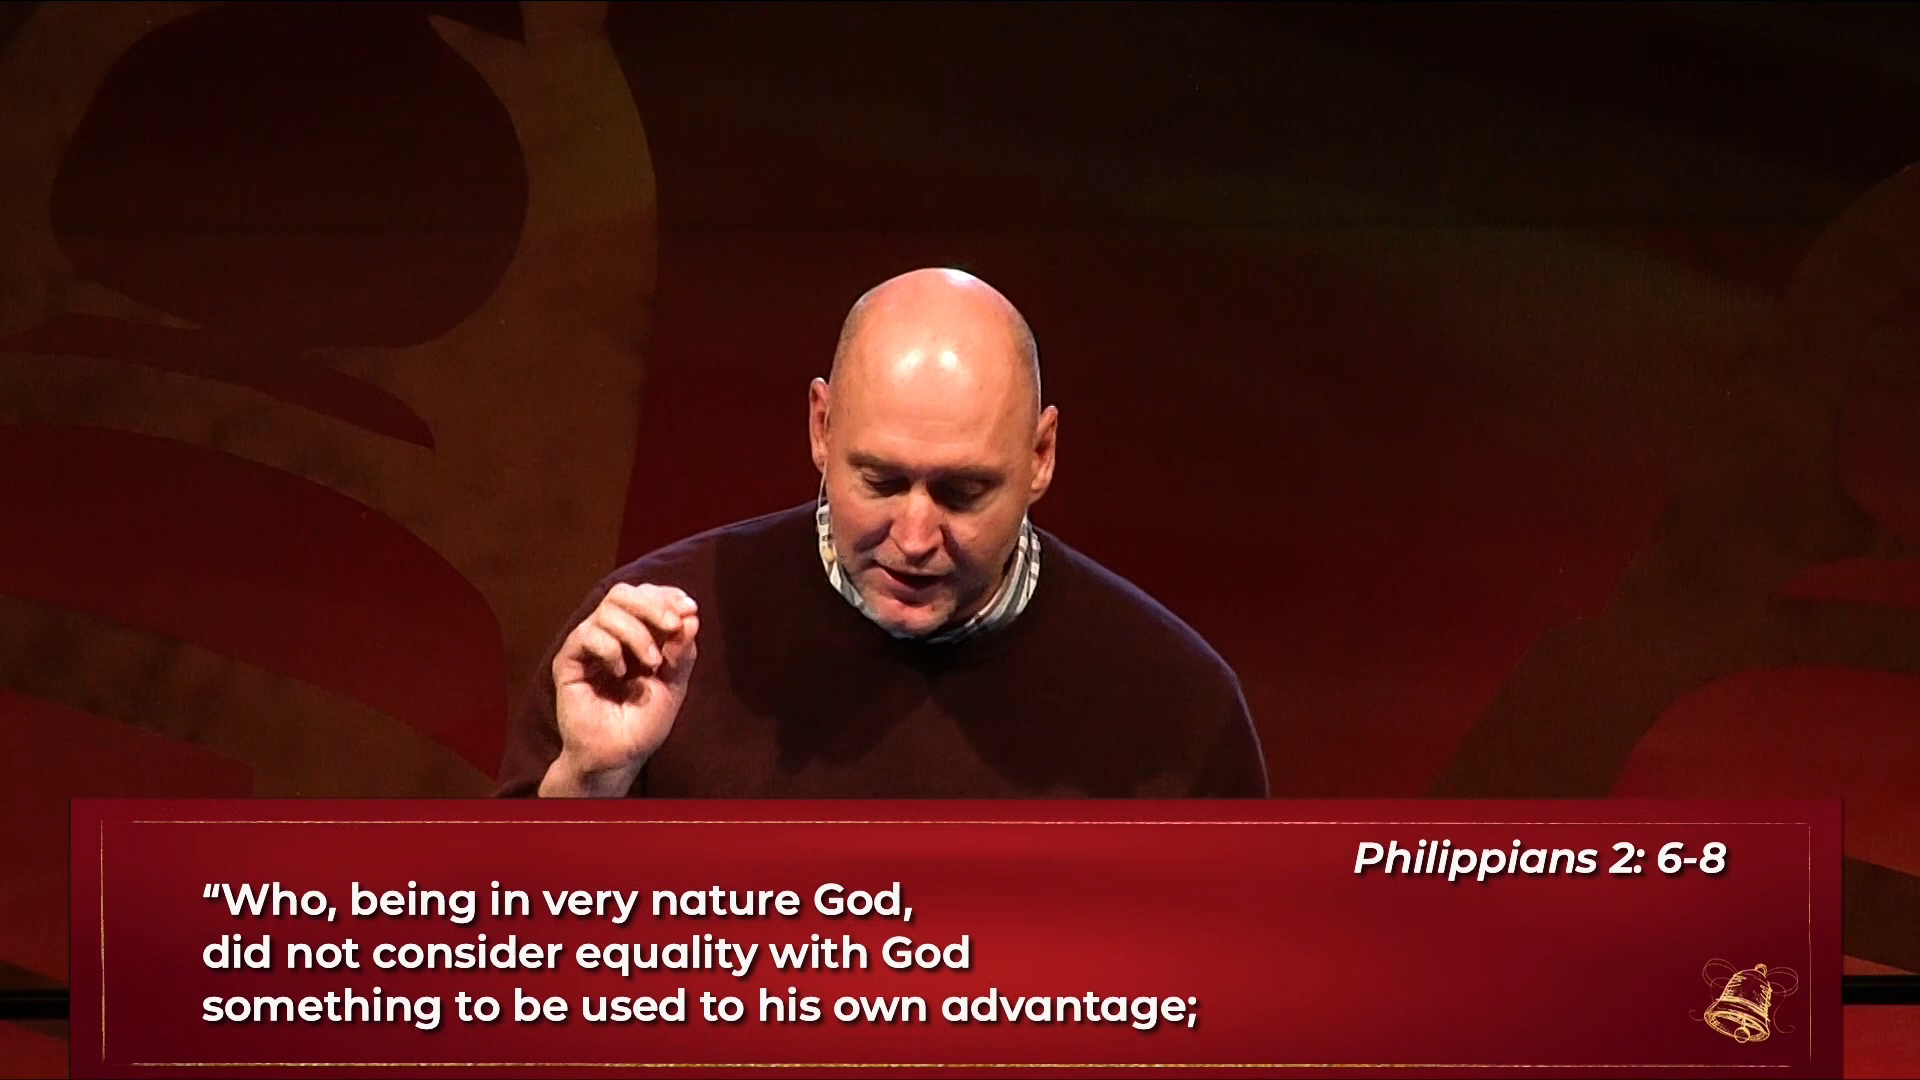 Philippians 2: 6-8
“Who, being in very nature God,
did not consider equality with God
something to be used to his own advantage;